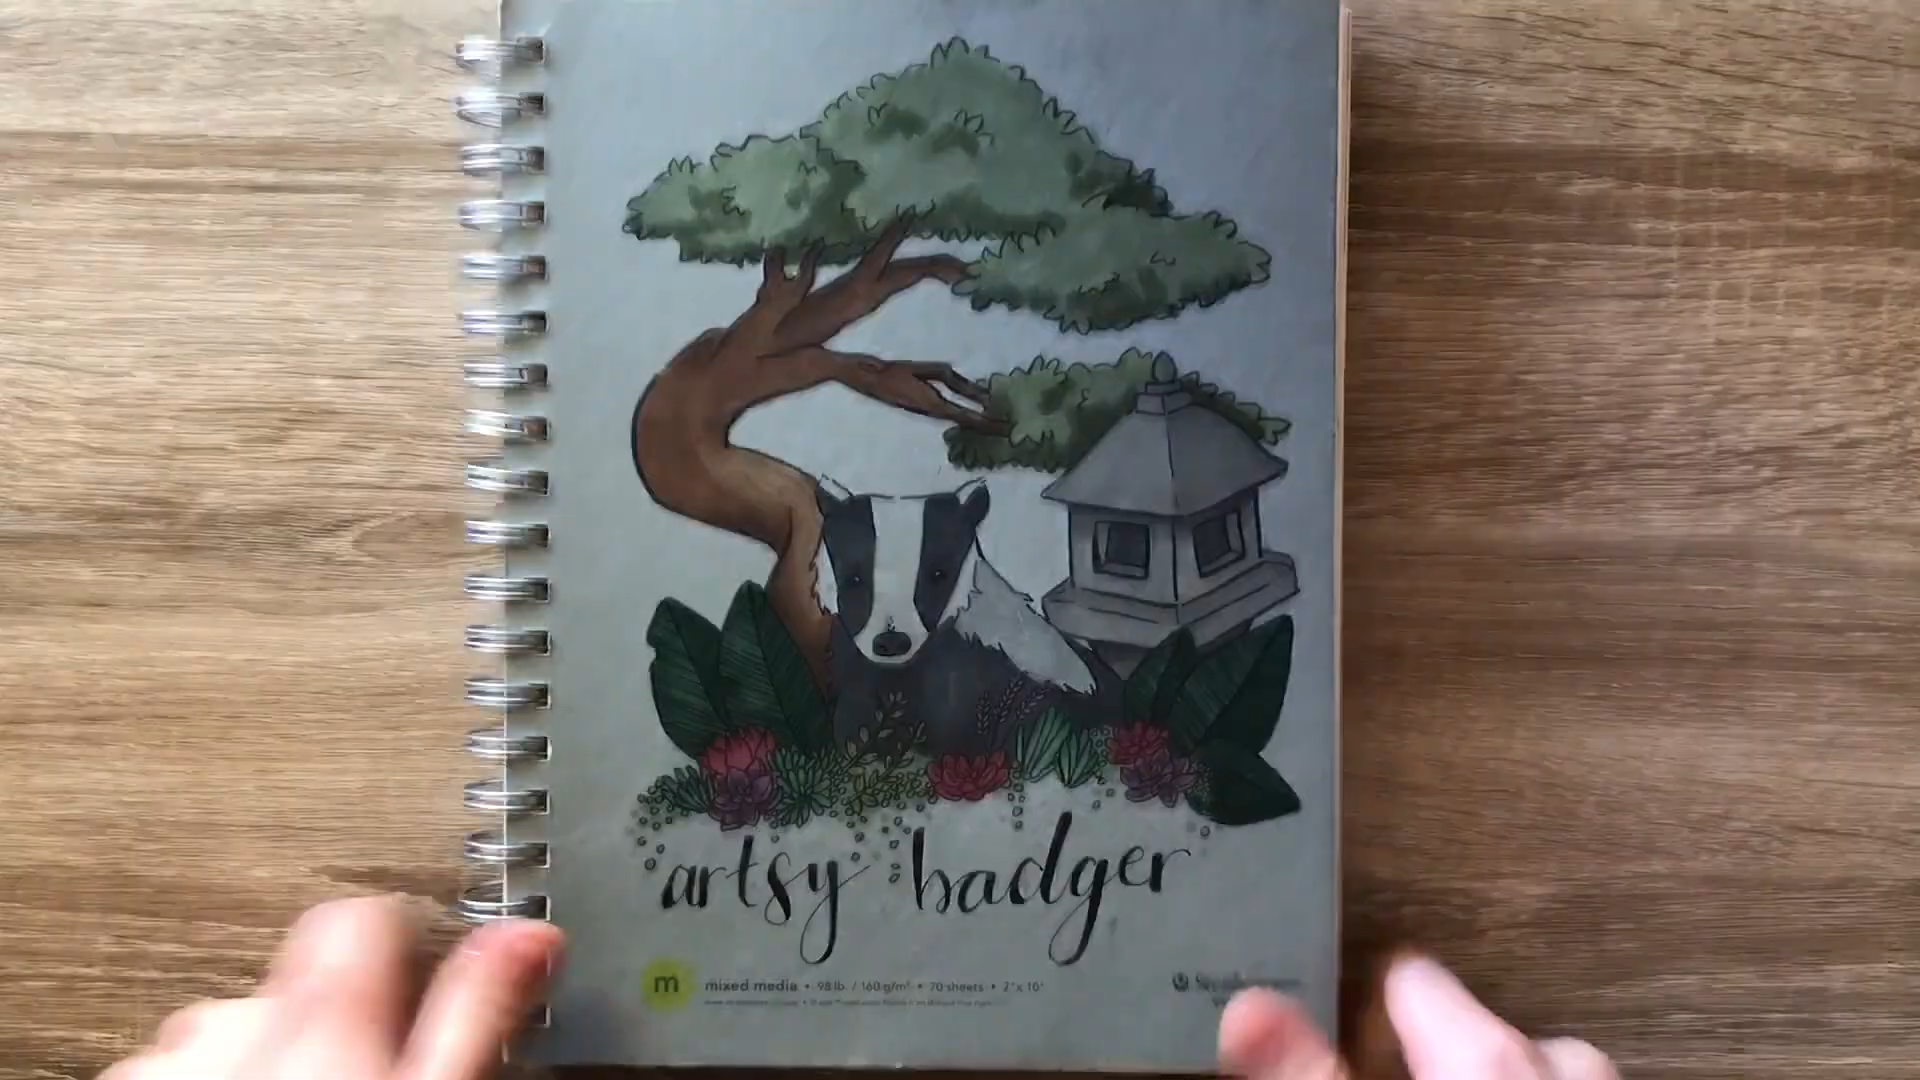 artsy badger
m
mixed media • 98 lb. / 160 g/m² • 70 sheets • 7" x 10"